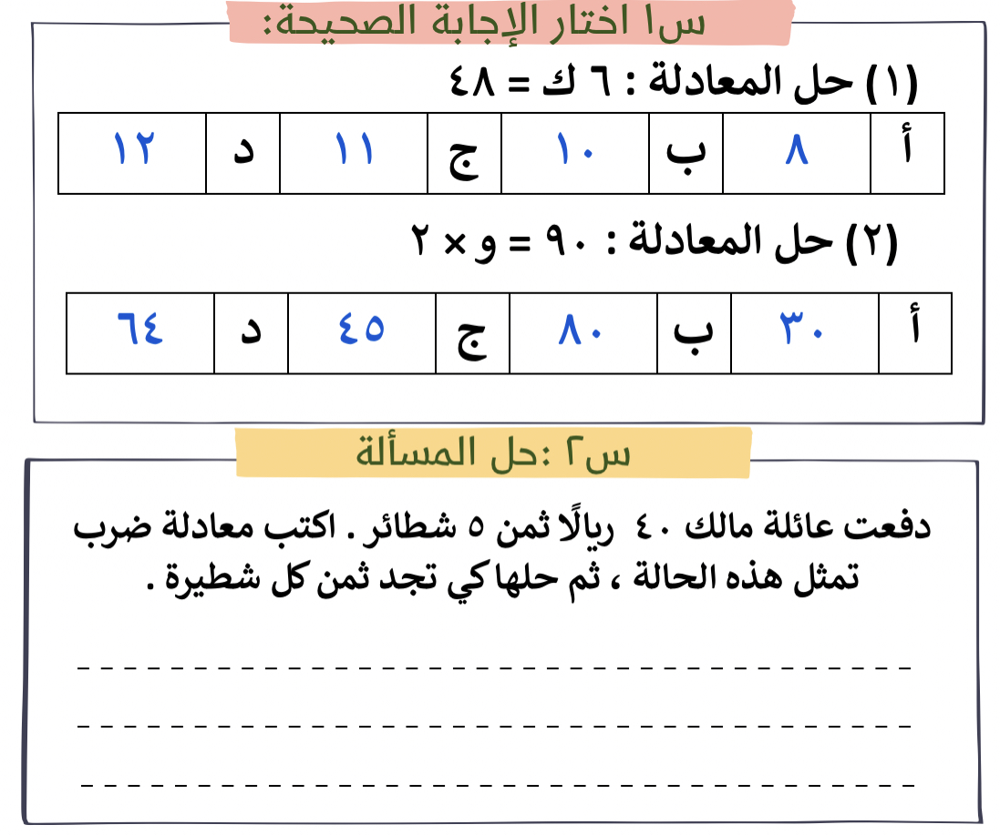 س١ اختار الإجابة الصحيحة:
(١) حل المعادلة : ٦ ك = ٤٨
أ ٨ ب ١٠ ج ١١ د ١٢
(٢) حل المعادلة : ٩٠ = و × ٢
أ ٣٠ ب ٨٠ ج ٤٥ د ٦٤
س٢ :حل المسألة
دفعت عائلة مالك ٤٠ ريالًا ثمن ٥ شطائر . اكتب معادلة ضرب
تمثل هذه الحالة ، ثم حلها كي تجد ثمن كل شطيرة .